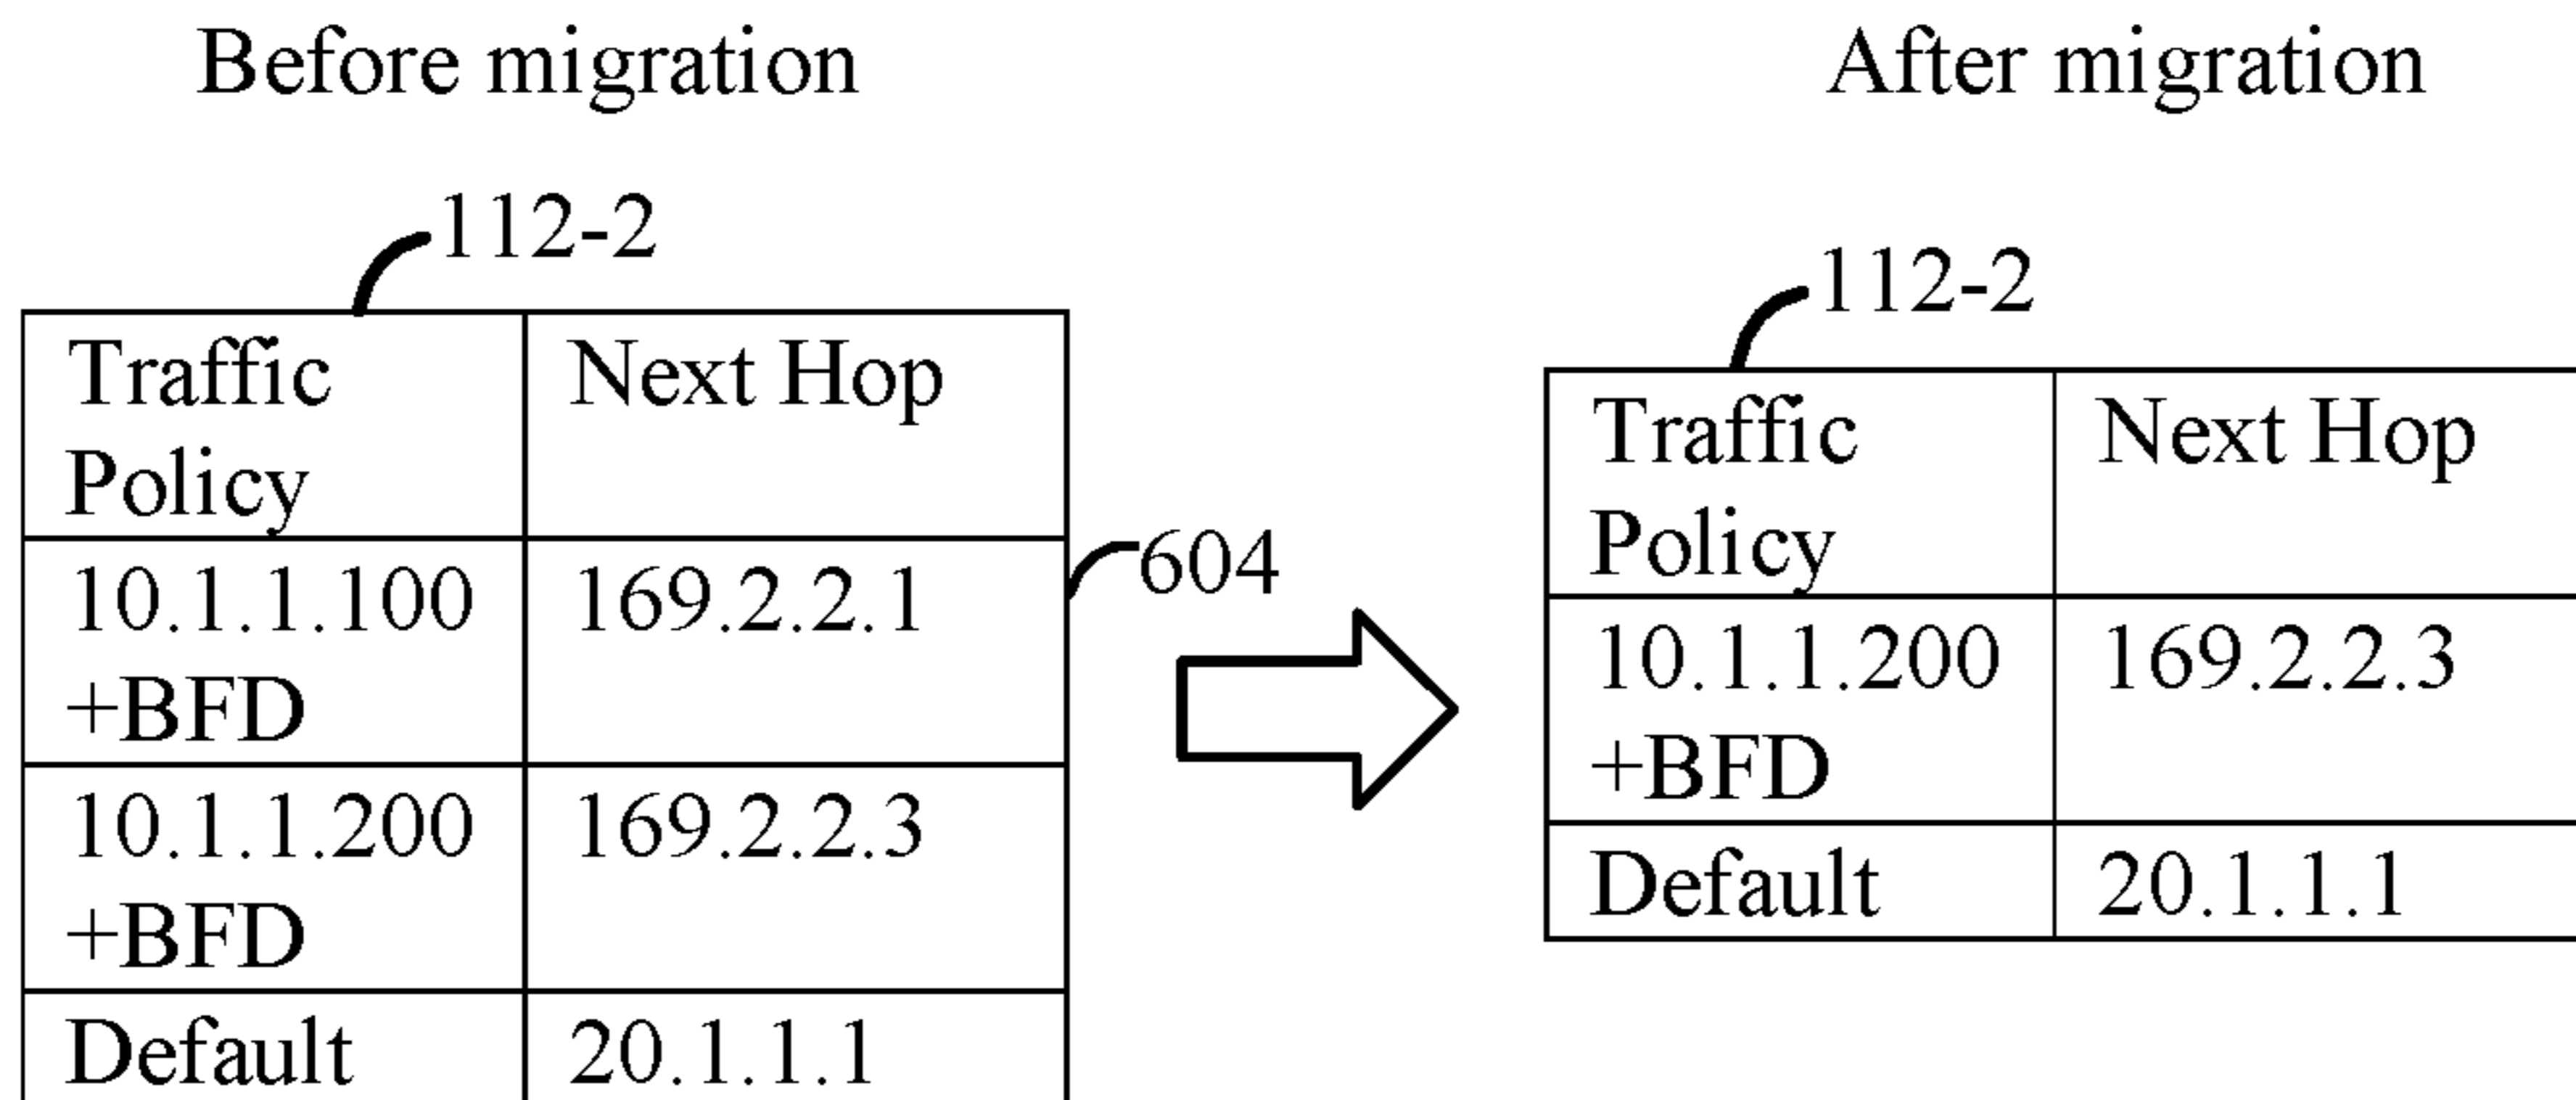 Before migration
112-2
Traffic
Policy
Next Hop
10.1.1.100
+BFD
169.2.2.1
604
10.1.1.200
+BFD
169.2.2.3
Default
20.1.1.1
After migration
112-2
Traffic
Policy
Next Hop
10.1.1.200
+BFD
169.2.2.3
Default
20.1.1.1